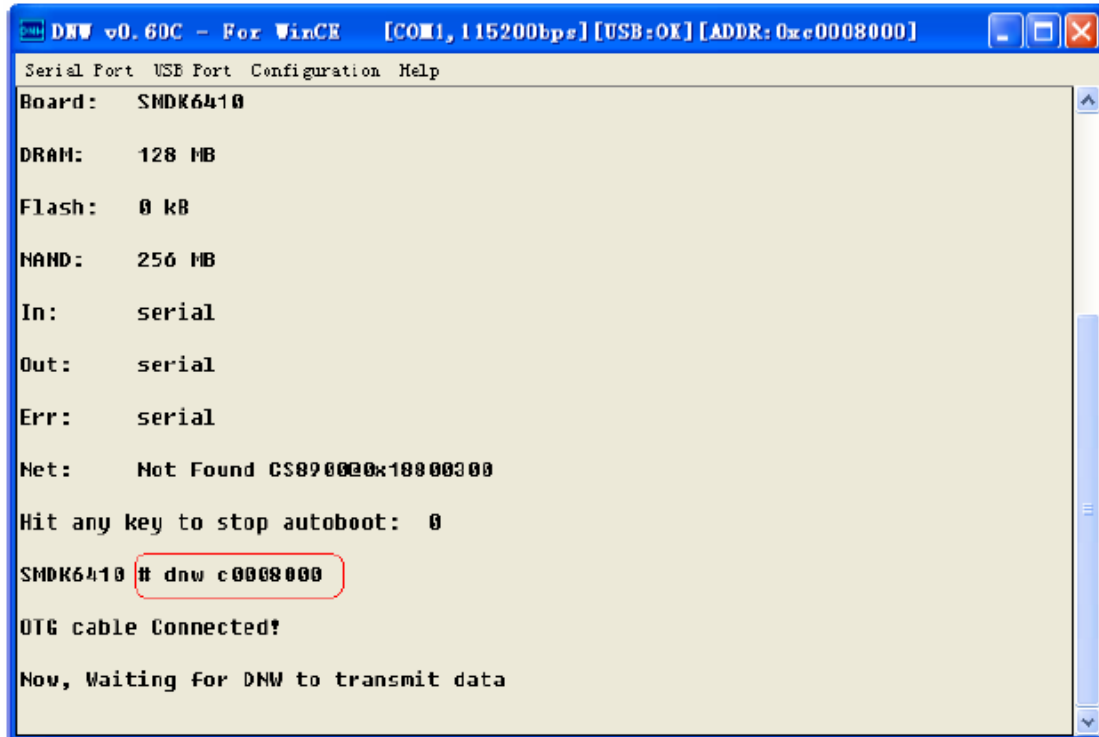 DNW v0.60C - For WinCE [COM1,115200bps][USB:OK][ADDR:0xc0008000]
Serial Port USB Port Configuration Help
Board: SMDK6410
DRAM: 128 MB
Flash: 0 kB
NAND: 256 MB
In: serial
Out: serial
Err: serial
Net: Not Found CS8900@0x18800300
Hit any key to stop autoboot: 0
SMDK6410 # dnw c0008000
OTG cable Connected!
Now, Waiting for DNW to transmit data